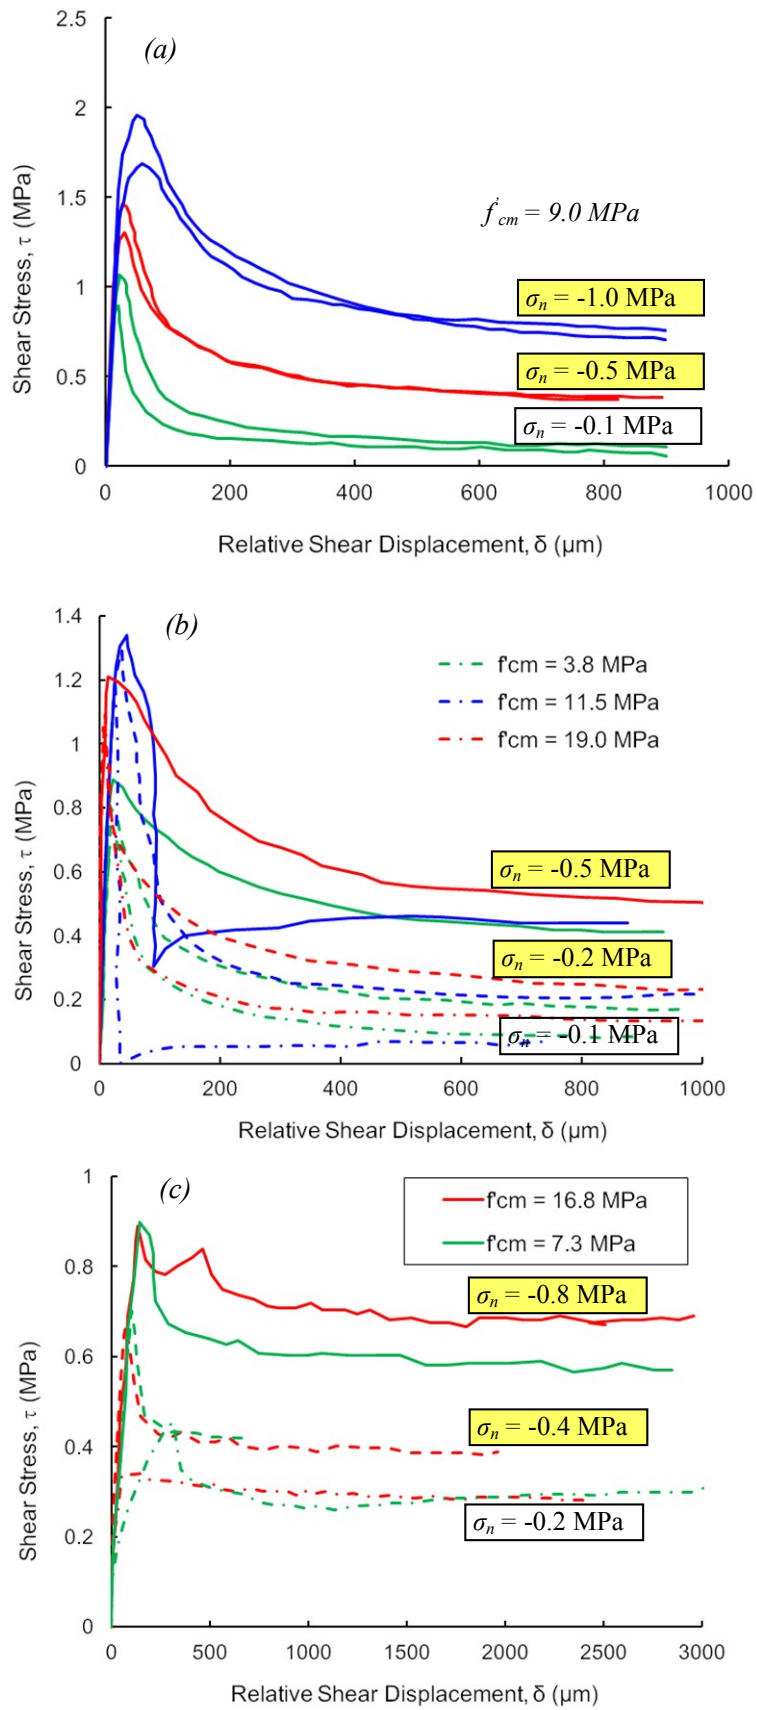 2.5
(a)
2
1.5
1
0.5
0
Shear Stress, τ (MPa)
f'cm = 9.0 MPa
σn = -1.0 MPa
σn = -0.5 MPa
σn = -0.1 MPa
0 200 400 600 800 1000
Relative Shear Displacement, δ (μm)
1.4
(b)
1.2
1
0.8
0.6
0.4
0.2
0
Shear Stress, τ (MPa)
f'cm = 3.8 MPa
f'cm = 11.5 MPa
f'cm = 19.0 MPa
σn = -0.5 MPa
σn = -0.2 MPa
σn = -0.1 MPa
0 200 400 600 800 1000
Relative Shear Displacement, δ (μm)
1
(c)
0.8
0.6
0.4
0.2
0
Shear Stress, τ (MPa)
f'cm = 16.8 MPa
f'cm = 7.3 MPa
σn = -0.8 MPa
σn = -0.4 MPa
σn = -0.2 MPa
0 500 1000 1500 2000 2500 3000
Relative Shear Displacement, δ (μm)